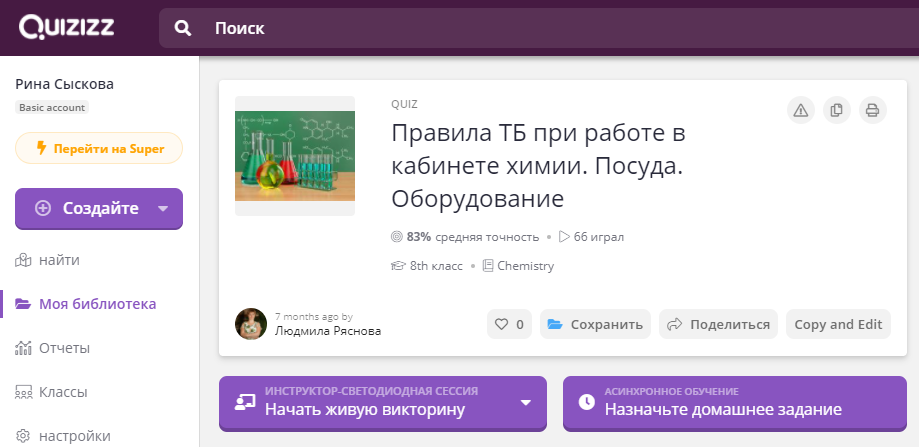 QUIZIZZ
Поиск
Рина Сыскова
Basic account
Перейти на Super
Создайте
найти
Моя библиотека
Отчеты
Классы
настройки
QUIZ
Правила ТБ при работе в
кабинете химии. Посуда.
Оборудование
83% средняя точность • 66 играл
8th класс • Chemistry
7 months ago by
Людмила Ряснова
0
Сохранить
Поделиться
Copy and Edit
ИНСТРУКТОР-СВЕТОДИОДНАЯ СЕССИЯ
Начать живую викторину
АСИНХРОННОЕ ОБУЧЕНИЕ
Назначьте домашнее задание